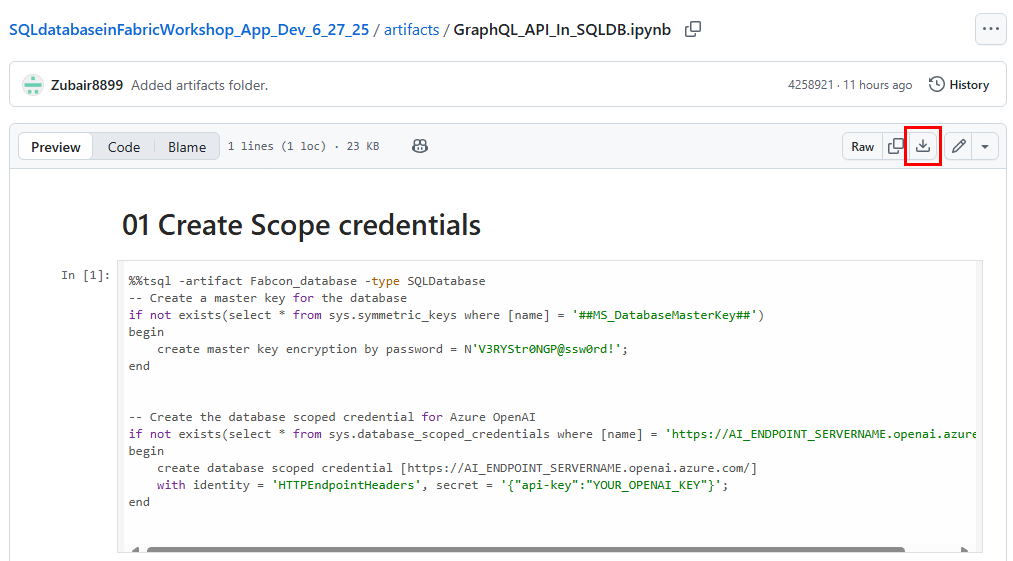 SQLdatabaseinFabricWorkshop_App_Dev_6_27_25 / artifacts / GraphQL_API_In_SQLDB.ipynb
Zubair8899 Added artifacts folder. 4258921 · 11 hours ago History
Preview Code Blame 1 lines (1 loc) · 23 KB Raw
01 Create Scope credentials
In [1]:
%%tsql -artifact Fabcon_database -type SQLDatabase
-- Create a master key for the database
if not exists(select * from sys.symmetric_keys where [name] = '##MS_DatabaseMasterKey##')
begin
    create master key encryption by password = N'V3RYStr0NGP@ssw0rd!';
end
-- Create the database scoped credential for Azure OpenAI
if not exists(select * from sys.database_scoped_credentials where [name] = 'https://AI_ENDPOINT_SERVERNAME.openai.azure
begin
    create database scoped credential [https://AI_ENDPOINT_SERVERNAME.openai.azure.com/]
    with identity = 'HTTPEndpointHeaders', secret = '{"api-key":"YOUR_OPENAI_KEY"}';
end